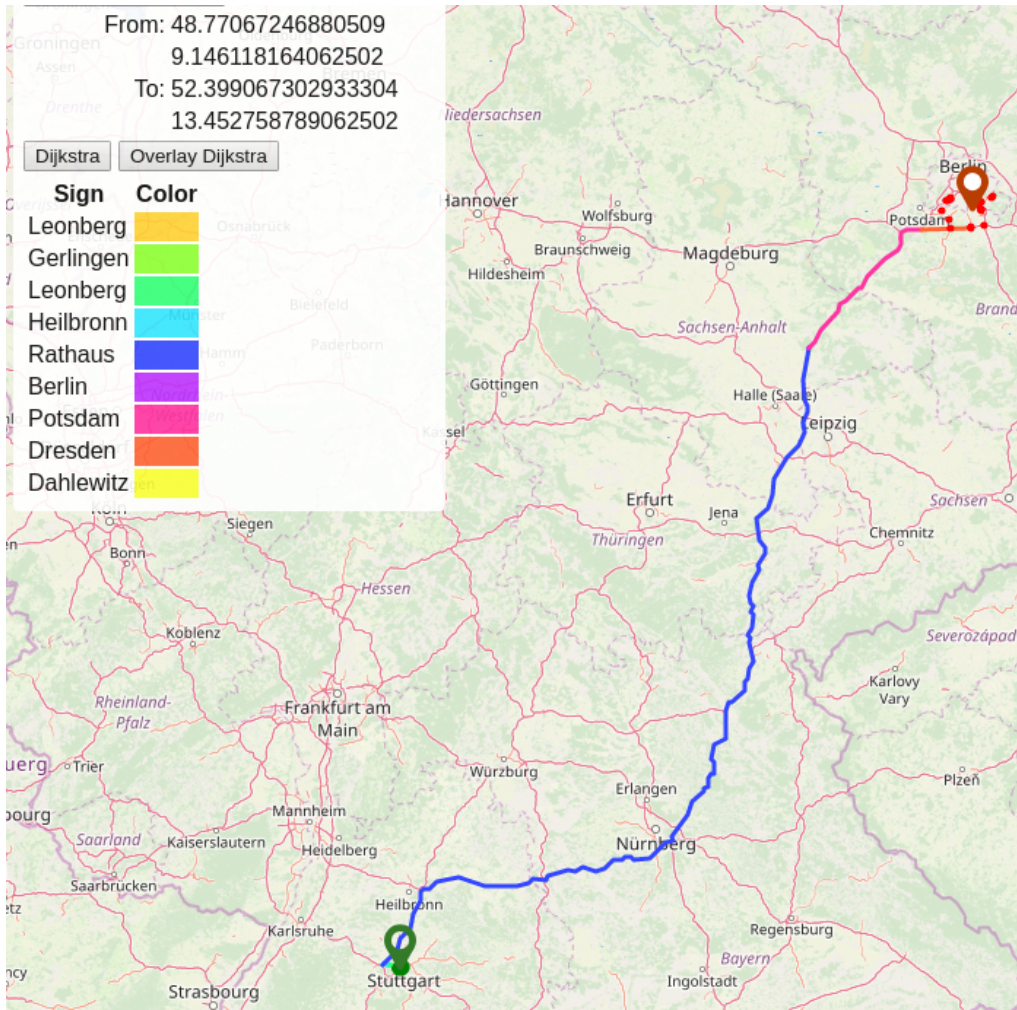 From: 48.77067246880509
9.146118164062502
To: 52.399067302933304
13.452758789062502
Dijkstra Overlay Dijkstra
Sign Color
Leonberg
Gerlingen
Leonberg
Heilbronn
Rathaus
Berlin
Potsdam
Dresden
Dahlewitz
Groningen
Assen
Drenthe
Bremen
Osnabrück
Bielefeld
Münster
Hamm
Paderborn
Nordrhein
Westfalen
Köln
Siegen
Bonn
Koblenz
Rheinland-
Pfalz
Trier
Saarland
Kaiserslautern
Saarbrücken
Niedersachsen
Hannover
Wolfsburg
Braunschweig
Hildesheim
Magdeburg
Berlin
Potsdam
Sachsen-Anhalt
Göttingen
Halle (Saale)
Leipzig
Kassel
Erfurt
Jena
Thüringen
Sachsen
Chemnitz
Hessen
Severozápad
Karlovy
Vary
Plzeň
Frankfurt am
Main
Würzburg
Erlangen
Nürnberg
Mannheim
Heidelberg
Heilbronn
Karlsruhe
Stuttgart
Strasbourg
Regensburg
Bayern
Ingolstadt